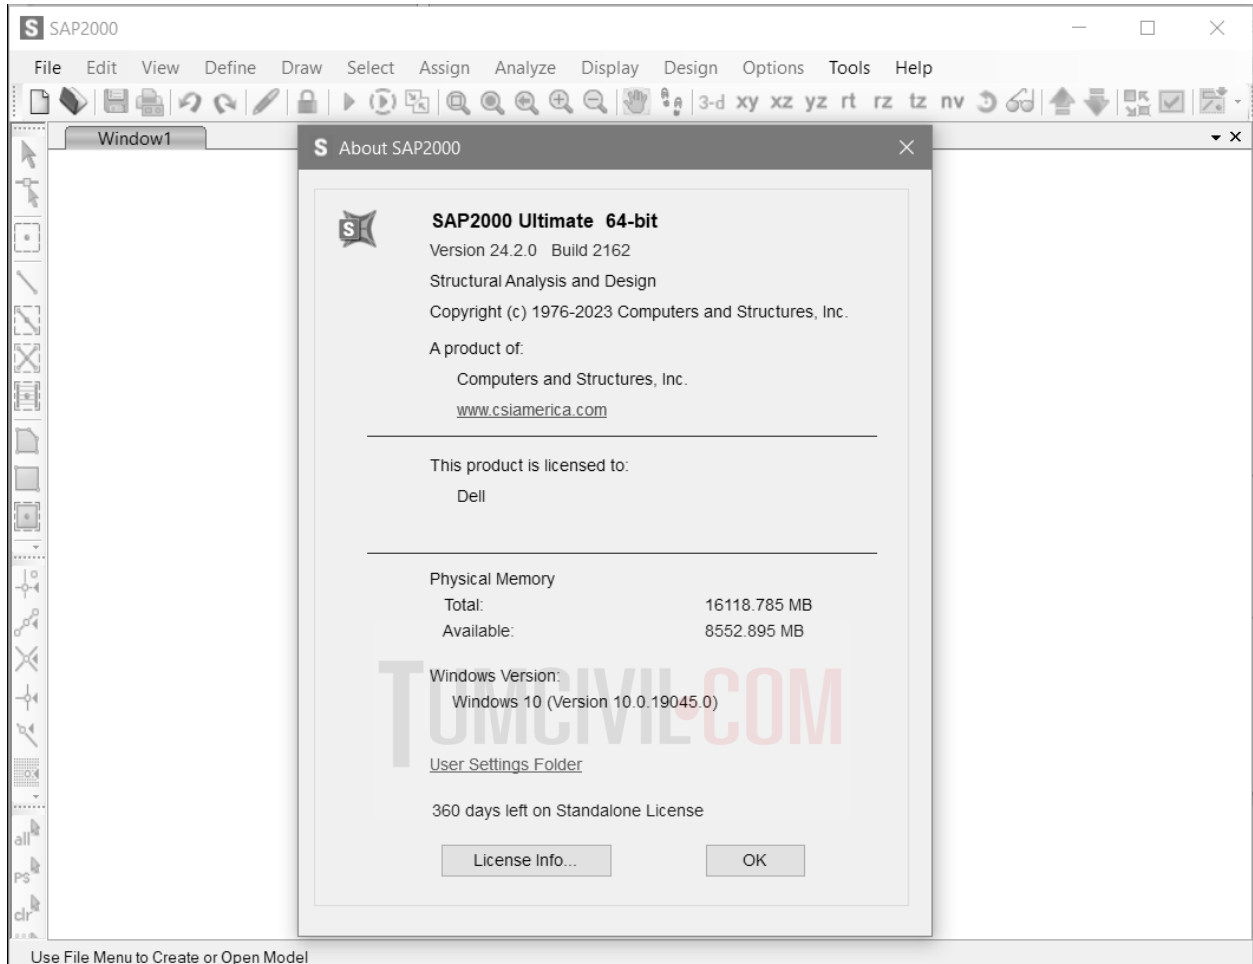 S SAP2000
File Edit View Define Draw Select Assign Analyze Display Design Options Tools Help
3-d xy xz yz rt rz tz nv
Window1
S About SAP2000
S
SAP2000 Ultimate 64-bit
Version 24.2.0 Build 2162
Structural Analysis and Design
Copyright (c) 1976-2023 Computers and Structures, Inc.
A product of:
Computers and Structures, Inc.
www.csiamerica.com
This product is licensed to:
Dell
Physical Memory
Total: 16118.785 MB
Available: 8552.895 MB
TUMCIVIL.COM
Windows Version:
Windows 10 (Version 10.0.19045.0)
User Settings Folder
360 days left on Standalone License
License Info... OK
all
PS
clr
Use File Menu to Create or Open Model